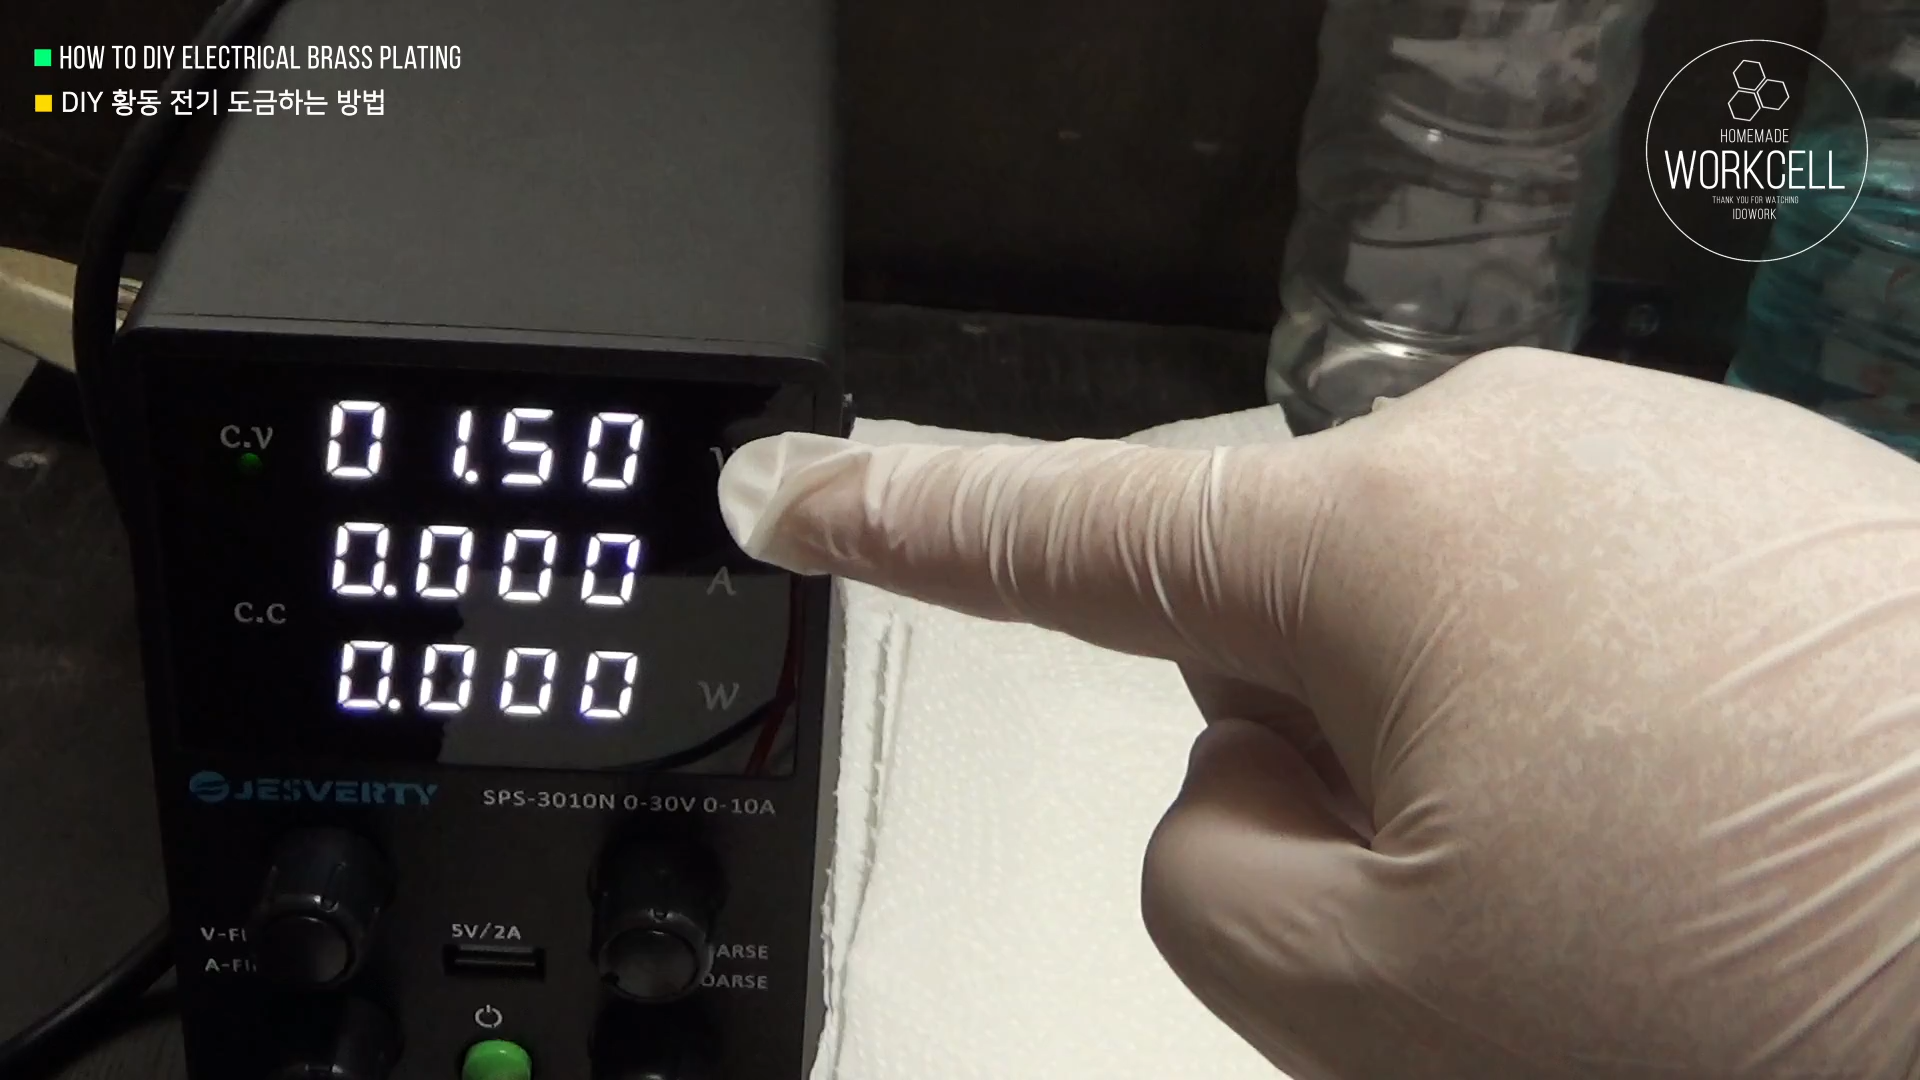 HOW TO DIY ELECTRICAL BRASS PLATING
DIY 황동 전기 도금하는 방법
HOMEMADE
WORKCELL
THANK YOU FOR WATCHING
IDOWORK
C.V 01.50 V
0.000 A
C.C
0.000 W
JESVERTY SPS-3010N 0-30V 0-10A
5V/2A